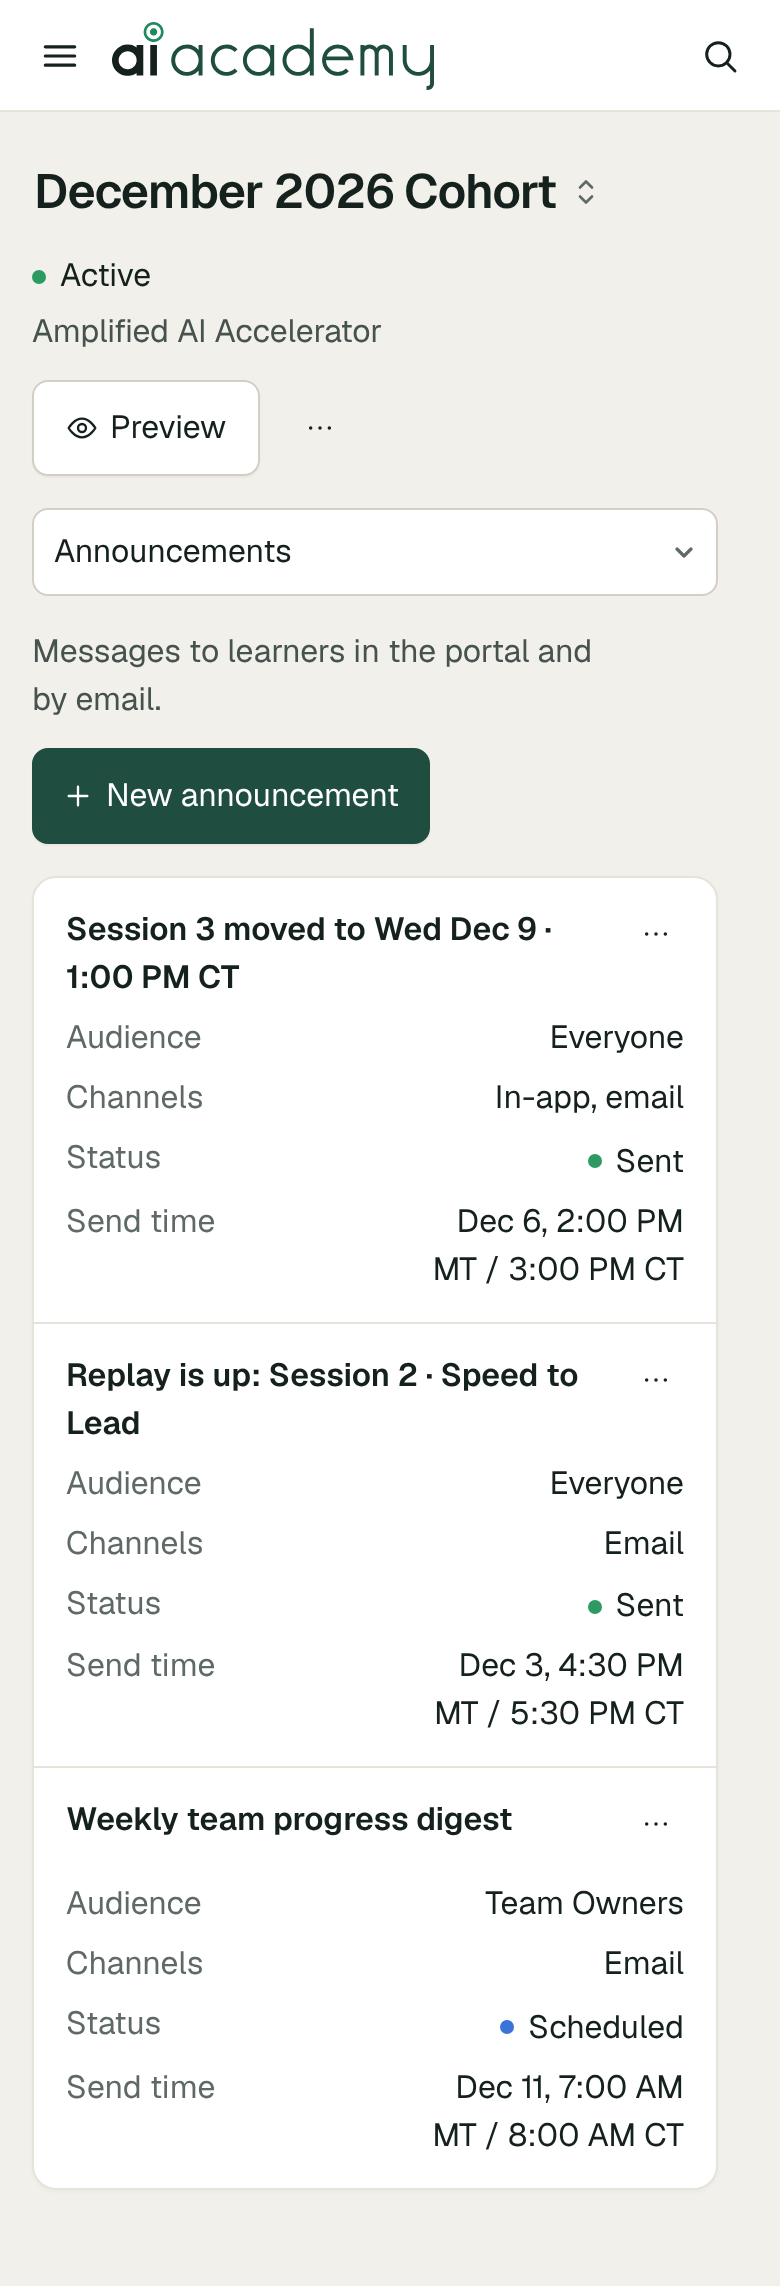 ai academy
December 2026 Cohort
Active
Amplified AI Accelerator
Preview
...
Announcements
Messages to learners in the portal and
by email.
+ New announcement
Session 3 moved to Wed Dec 9 · ...
1:00 PM CT
Audience Everyone
Channels In-app, email
Status Sent
Send time Dec 6, 2:00 PM
MT / 3:00 PM CT
Replay is up: Session 2 · Speed to ...
Lead
Audience Everyone
Channels Email
Status Sent
Send time Dec 3, 4:30 PM
MT / 5:30 PM CT
Weekly team progress digest ...
Audience Team Owners
Channels Email
Status Scheduled
Send time Dec 11, 7:00 AM
MT / 8:00 AM CT